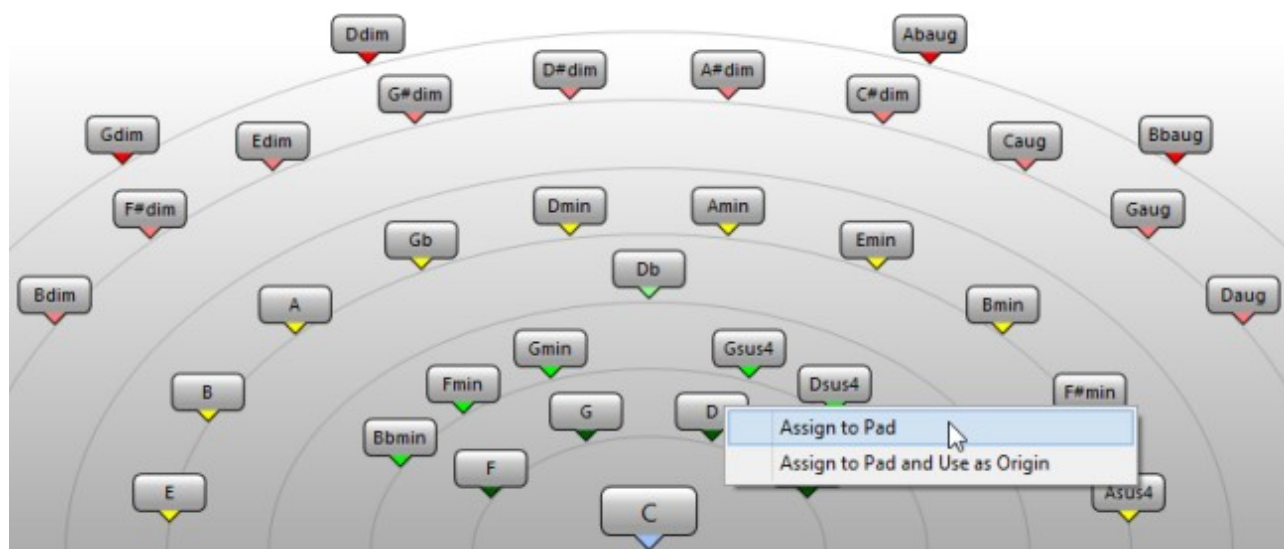 Ddim
Abaug
D#dim
A#dim
G#dim
C#dim
Gdim
Edim
Caug
Bbaug
F#dim
Dmin
Amin
Gaug
Gb
Emin
Db
Bdim
A
Bmin
Daug
Gmin
Gsus4
Fmin
Dsus4
B
F#min
G
D
Assign to Pad
Bbmin
Assign to Pad and Use as Origin
F
E
Asus4
C